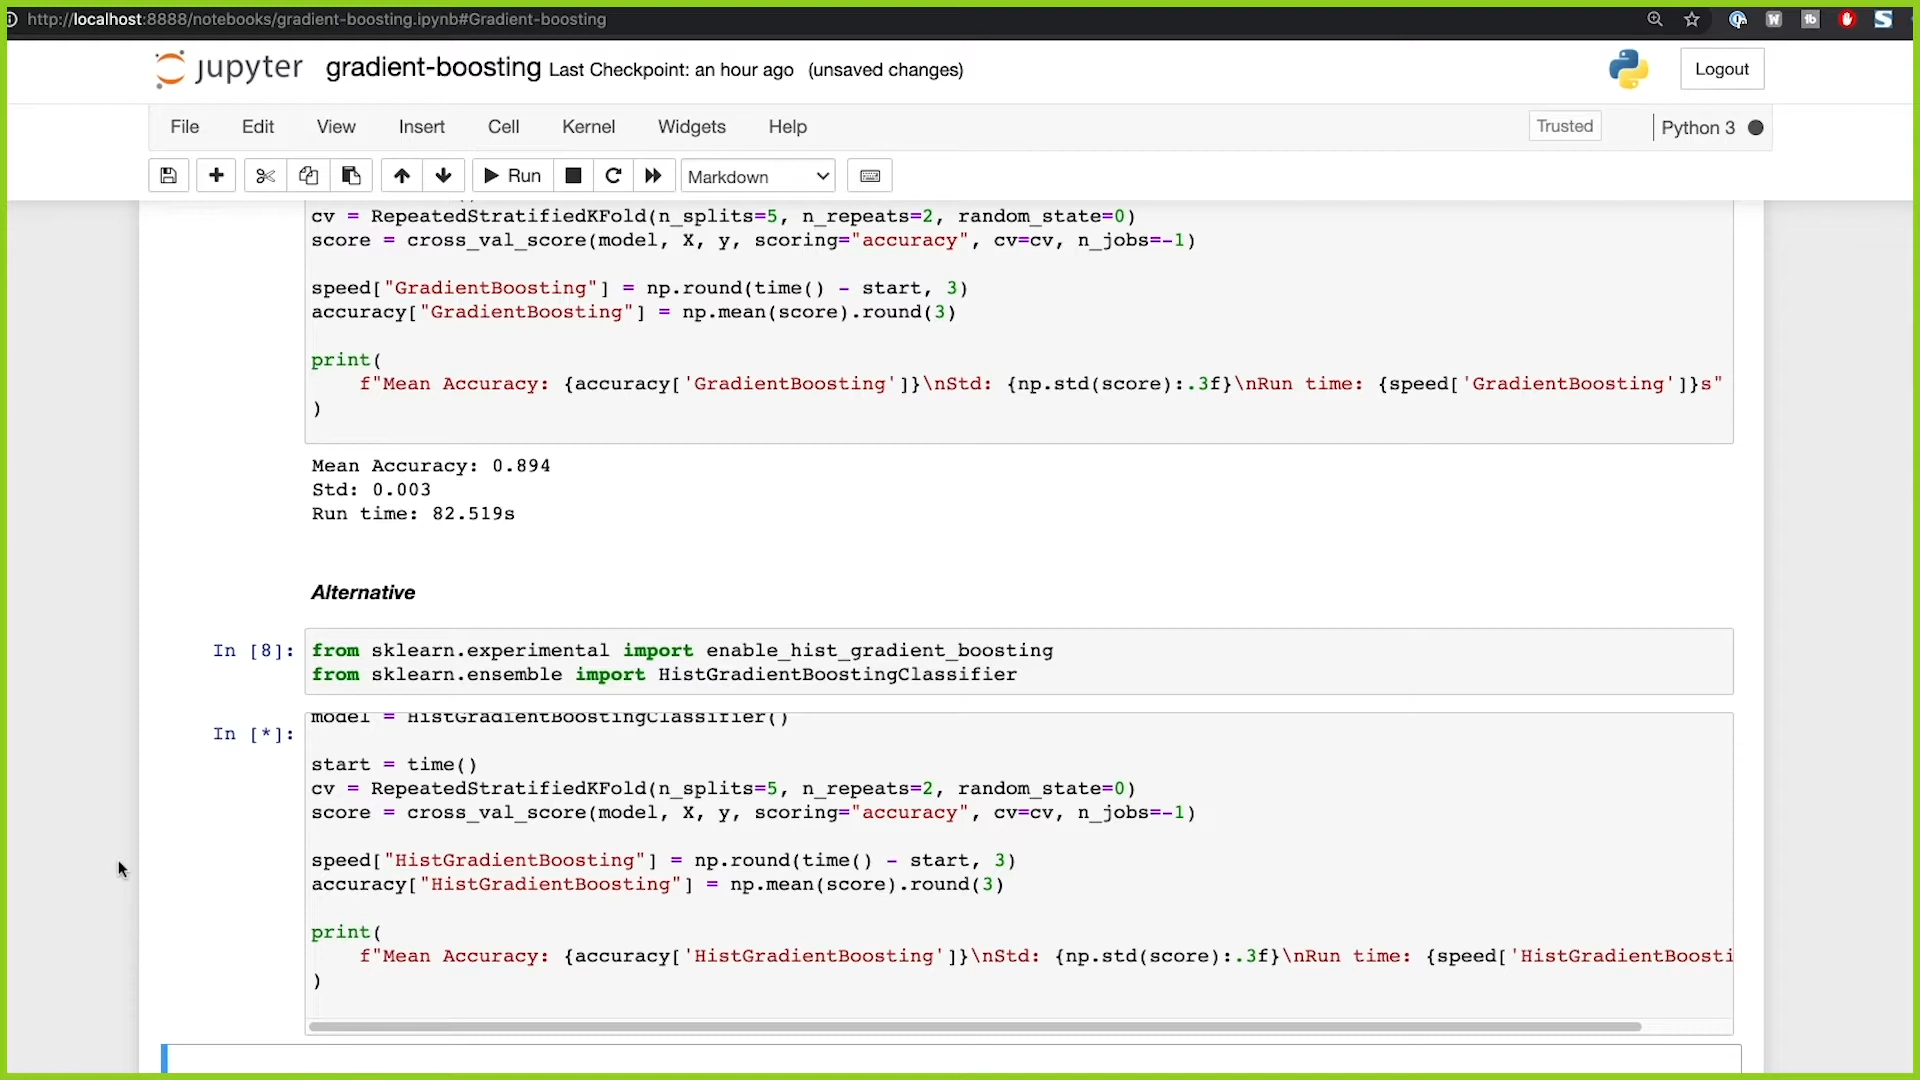 http://localhost:8888/notebooks/gradient-boosting.ipynb#Gradient-boosting
jupyter gradient-boosting Last Checkpoint: an hour ago (unsaved changes)
Logout
File Edit View Insert Cell Kernel Widgets Help
Trusted
Python 3
Run
Markdown
cv = RepeatedStratifiedKFold(n_splits=5, n_repeats=2, random_state=0)
score = cross_val_score(model, X, y, scoring="accuracy", cv=cv, n_jobs=-1)
speed["GradientBoosting"] = np.round(time() - start, 3)
accuracy["GradientBoosting"] = np.mean(score).round(3)
print(
f"Mean Accuracy: {accuracy['GradientBoosting']}\nStd: {np.std(score):.3f}\nRun time: {speed['GradientBoosting']}s"
)
Mean Accuracy: 0.894
Std: 0.003
Run time: 82.519s
Alternative
In [8]: from sklearn.experimental import enable_hist_gradient_boosting
from sklearn.ensemble import HistGradientBoostingClassifier
In [*]:
model = HistGradientBoostingClassifier()
start = time()
cv = RepeatedStratifiedKFold(n_splits=5, n_repeats=2, random_state=0)
score = cross_val_score(model, X, y, scoring="accuracy", cv=cv, n_jobs=-1)
speed["HistGradientBoosting"] = np.round(time() - start, 3)
accuracy["HistGradientBoosting"] = np.mean(score).round(3)
print(
f"Mean Accuracy: {accuracy['HistGradientBoosting']}\nStd: {np.std(score):.3f}\nRun time: {speed['HistGradientBoosti
)